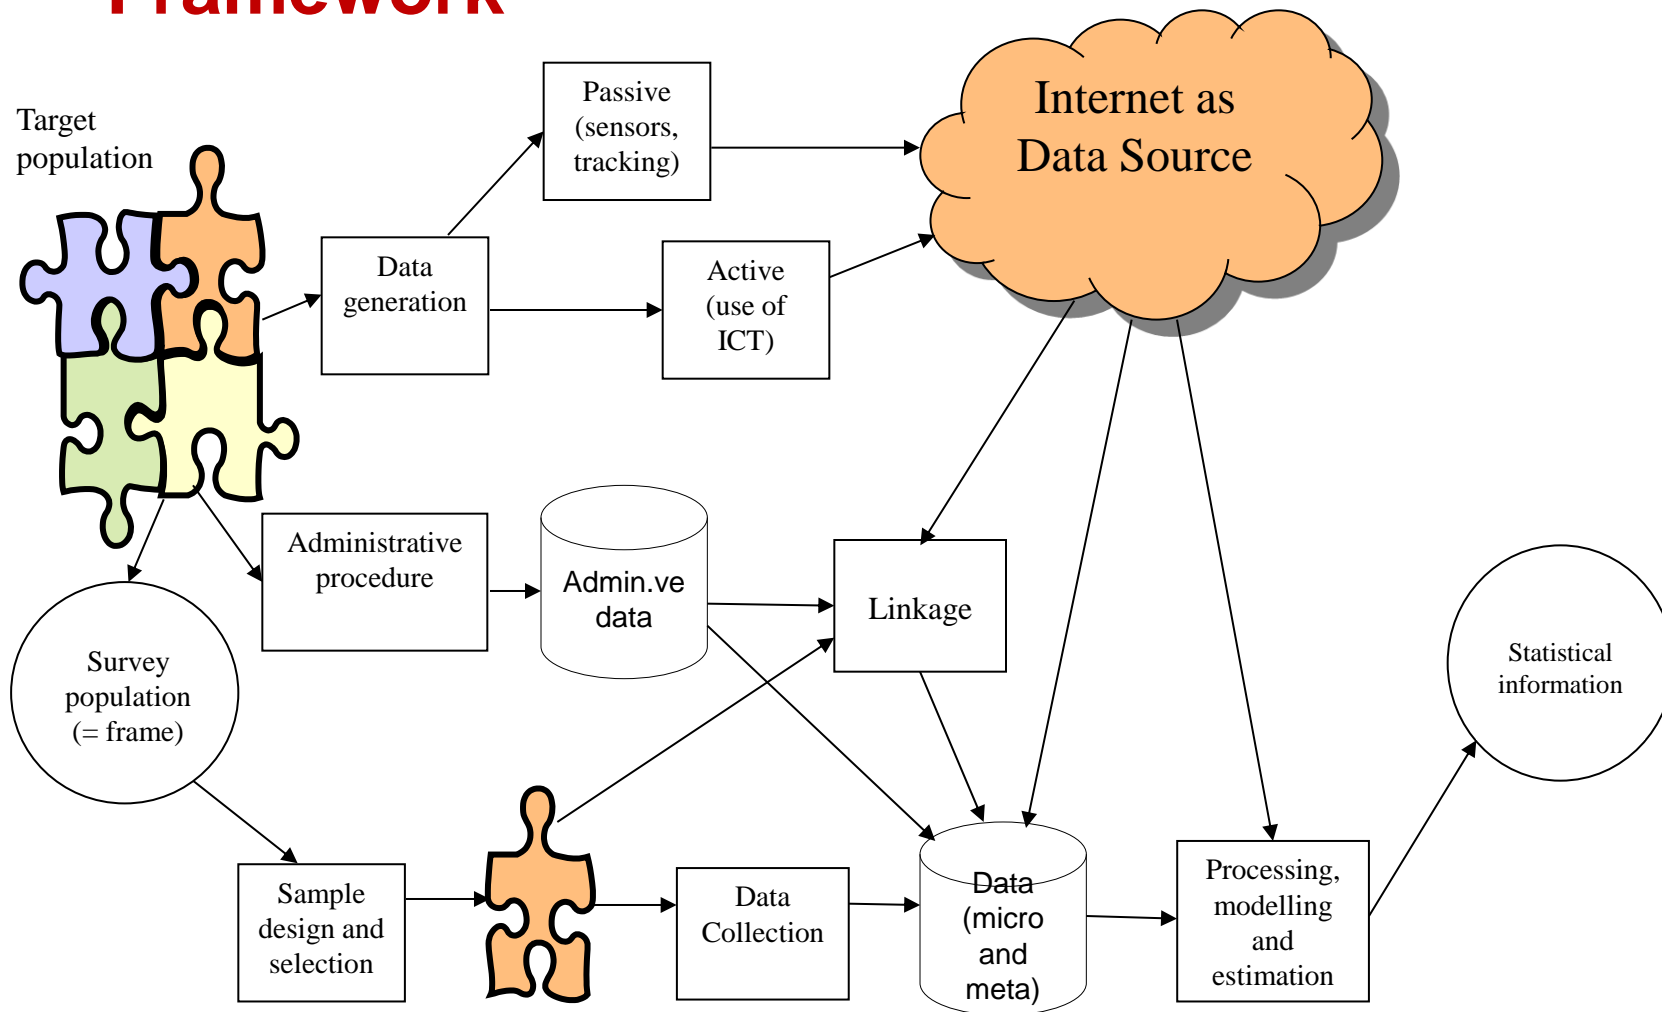 Framework
Target
population
Passive
(sensors,
tracking)
Internet as
Data Source
Data
generation
Active
(use of
ICT)
Administrative
procedure
Admin.ve
data
Linkage
Survey
population
(= frame)
Statistical
information
Sample
design and
selection
Data
Collection
Data
(micro
and
meta)
Processing,
modelling
and
estimation